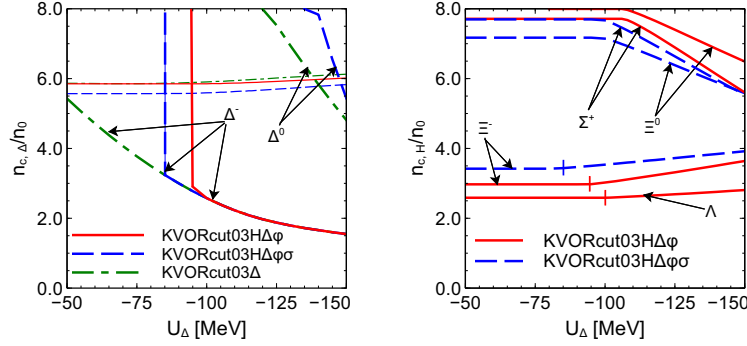 n_{c,Δ}/n_0
8.0
6.0
4.0
2.0
0.0
Δ^-
Δ^0
KVORcut03HΔφ
KVORcut03HΔφσ
KVORcut03Δ
−50
−75
−100
−125
−150
U_Δ [MeV]
n_{c,H}/n_0
8.0
6.0
4.0
2.0
0.0
Σ^+
Ξ^0
Ξ^-
Λ
KVORcut03HΔφ
KVORcut03HΔφσ
−50
−75
−100
−125
−150
U_Δ [MeV]